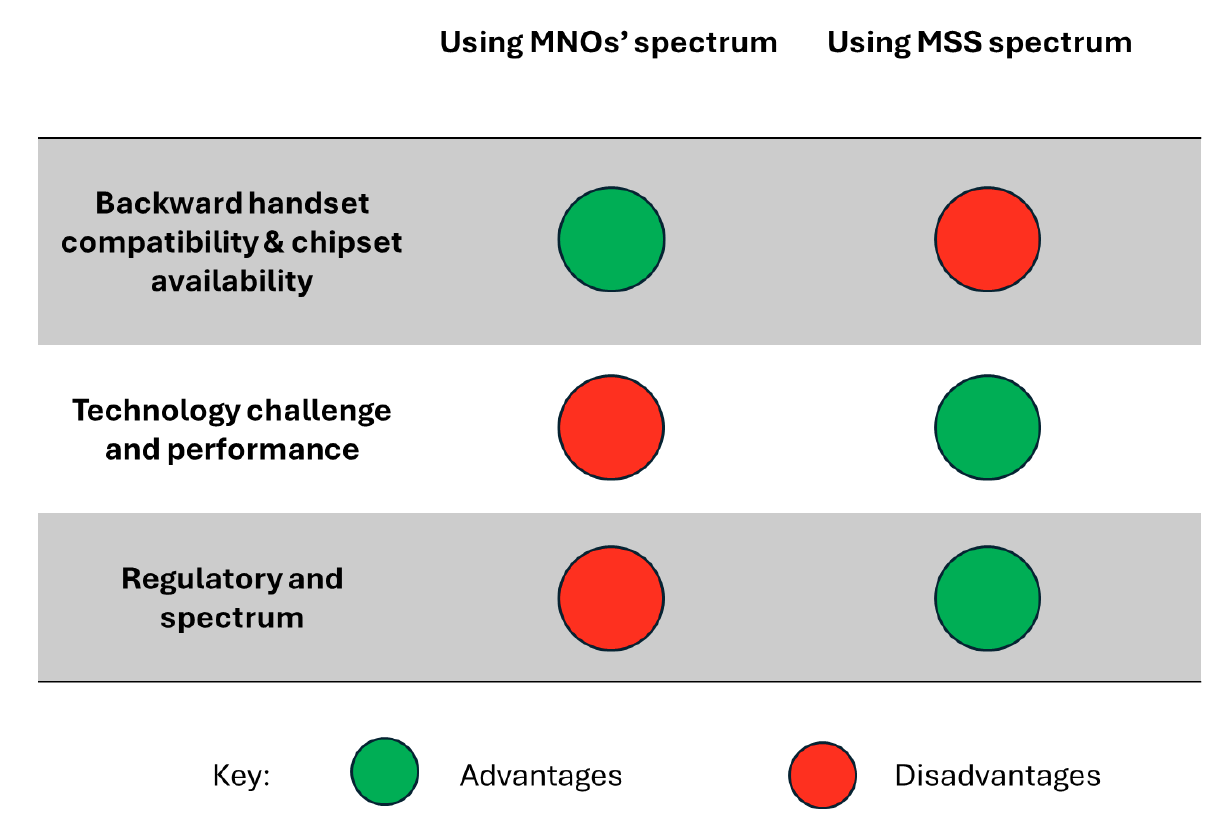 Using MNOs’ spectrum
Using MSS spectrum
Backward handset
compatibility & chipset
availability
Technology challenge
and performance
Regulatory and
spectrum
Key:
Advantages
Disadvantages